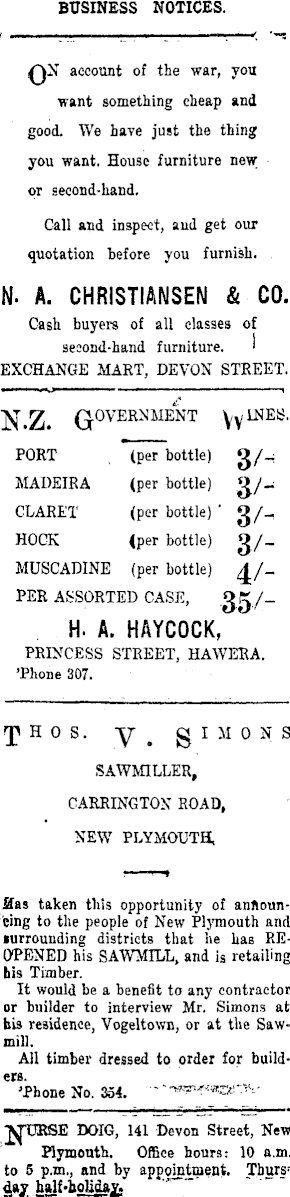 BUSINESS NOTICES.
ON account of the war, you
want something cheap and
good. We have just the thing
you want. House furniture new
or second-hand.
Call and inspect, and get our
quotation before you furnish.
N. A. CHRISTIANSEN & CO.
Cash buyers of all classes of
second-hand furniture.
EXCHANGE MART, DEVON STREET.
N.Z. GOVERNMENT WINES.
PORT (per bottle) 3/-
MADEIRA (per bottle) 3/-
CLARET (per bottle) 3/-
HOCK (per bottle) 3/-
MUSCADINE (per bottle) 4/-
PER ASSORTED CASE, 35/-
H. A. HAYCOCK,
PRINCESS STREET, HAWERA.
'Phone 307.
THOS. V. SIMONS
SAWMILLER,
CARRINGTON ROAD,
NEW PLYMOUTH,
Has taken this opportunity of announ-
cing to the people of New Plymouth and
surrounding districts that he has RE-
OPENED his SAWMILL, and is retailing
his Timber.
It would be a benefit to any contractor
or builder to interview Mr. Simons at
his residence, Vogeltown, or at the Saw-
mill.
All timber dressed to order for build-
ers.
'Phone No. 354.
NURSE DOIG, 141 Devon Street, New
Plymouth. Office hours: 10 a.m.
to 5 p.m., and by appointment. Thurs-
day half-holiday.